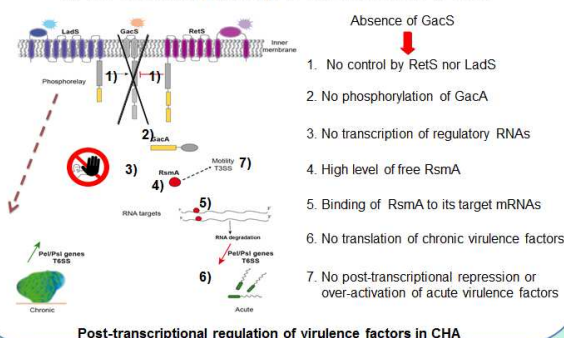 LadS
GacS
RetS
Inner
membrane
Phosphorelay
1)
1)
2)
GacA
3)
Motility
T3SS
7)
RsmA
4)
5)
RNA targets
RNA degradation
Pel/Psl genes
T6SS
Pel/Psl genes
T6SS
6)
Chronic
Acute
Absence of GacS
1. No control by RetS nor LadS
2. No phosphorylation of GacA
3. No transcription of regulatory RNAs
4. High level of free RsmA
5. Binding of RsmA to its target mRNAs
6. No translation of chronic virulence factors
7. No post-transcriptional repression or
over-activation of acute virulence factors
Post-transcriptional regulation of virulence factors in CHA